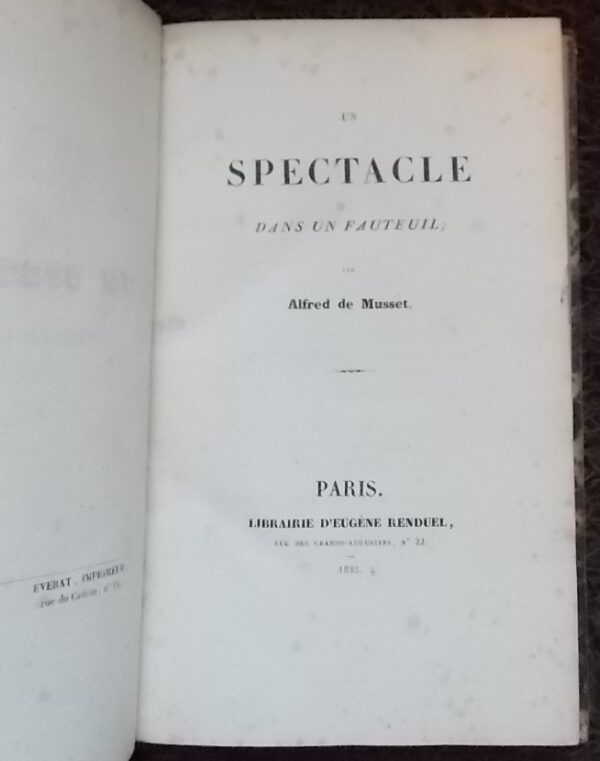 EVERAT, IMPRIMEUR,
rue du Cadran, n° 16.
UN
SPECTACLE
DANS UN FAUTEUIL;
PAR
Alfred de Musset.
PARIS.
LIBRAIRIE D'EUGÈNE RENDUEL,
RUE DES GRANDS-AUGUSTINS, N° 22.
1833.